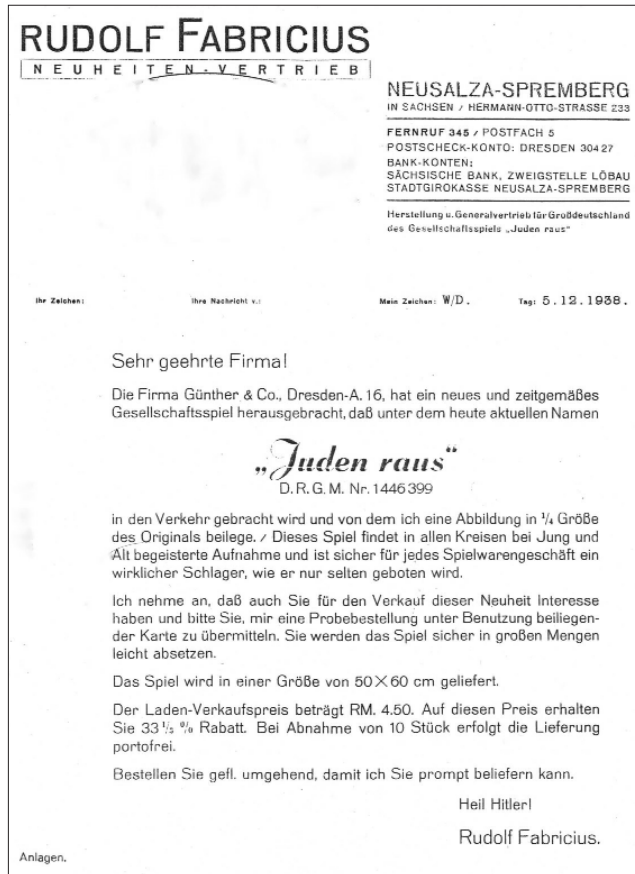 RUDOLF FABRICIUS
NEUHEITEN-VERTRIEB
NEUSALZA-SPREMBERG
IN SACHSEN / HERMANN-OTTO-STRASSE 233
FERNRUF 345 / POSTFACH 5
POSTSCHECK-KONTO: DRESDEN 304 27
BANK-KONTEN:
SÄCHSISCHE BANK, ZWEIGSTELLE LÖBAU
STADTGIROKASSE NEUSALZA-SPREMBERG
Herstellung u. Generalvertrieb für Großdeutschland
des Gesellschaftsspiels „Juden raus“
Ihr Zeichen: Ihre Nachricht v.: Mein Zeichen: W/D. Tag: 5.12.1938.
Sehr geehrte Firma!
Die Firma Günther & Co., Dresden-A. 16, hat ein neues und zeitgemäßes
Gesellschaftsspiel herausgebracht, daß unter dem heute aktuellen Namen
„Juden raus“
D. R. G. M. Nr. 1446399
in den Verkehr gebracht wird und von dem ich eine Abbildung in 1/4 Größe
des Originals beilege. / Dieses Spiel findet in allen Kreisen bei Jung und
Alt begeisterte Aufnahme und ist sicher für jedes Spielwarengeschäft ein
wirklicher Schlager, wie er nur selten geboten wird.
Ich nehme an, daß auch Sie für den Verkauf dieser Neuheit Interesse
haben und bitte Sie, mir eine Probebestellung unter Benutzung beiliegen-
der Karte zu übermitteln. Sie werden das Spiel sicher in großen Mengen
leicht absetzen.
Das Spiel wird in einer Größe von 50×60 cm geliefert.
Der Laden-Verkaufspreis beträgt RM. 4.50. Auf diesen Preis erhalten
Sie 33 1/3 % Rabatt. Bei Abnahme von 10 Stück erfolgt die Lieferung
portofrei.
Bestellen Sie gefl. umgehend, damit ich Sie prompt beliefern kann.
Heil Hitler!
Rudolf Fabricius.
Anlagen.